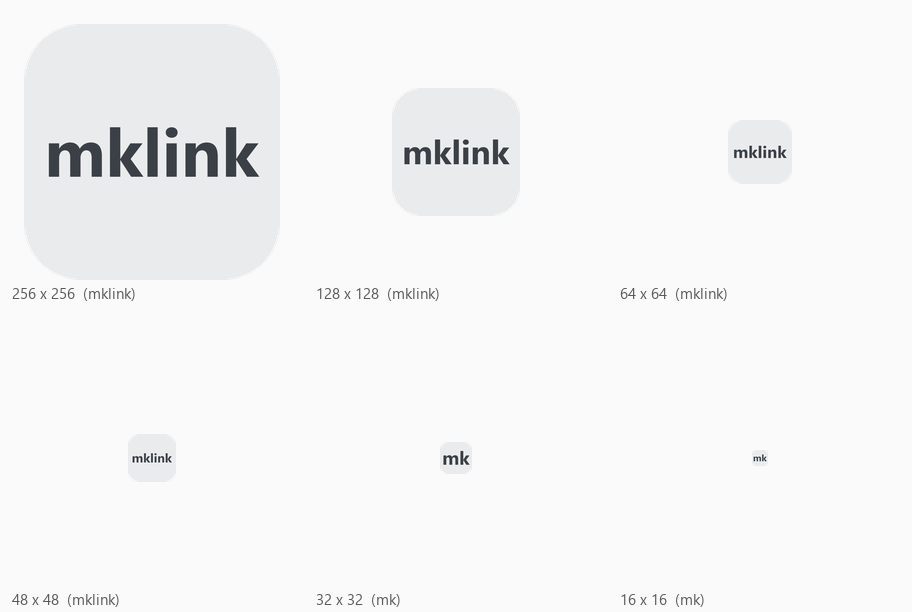 mklink
mklink
mklink
256 x 256 (mklink)
128 x 128 (mklink)
64 x 64 (mklink)
mklink
mk
mk
48 x 48 (mklink)
32 x 32 (mk)
16 x 16 (mk)